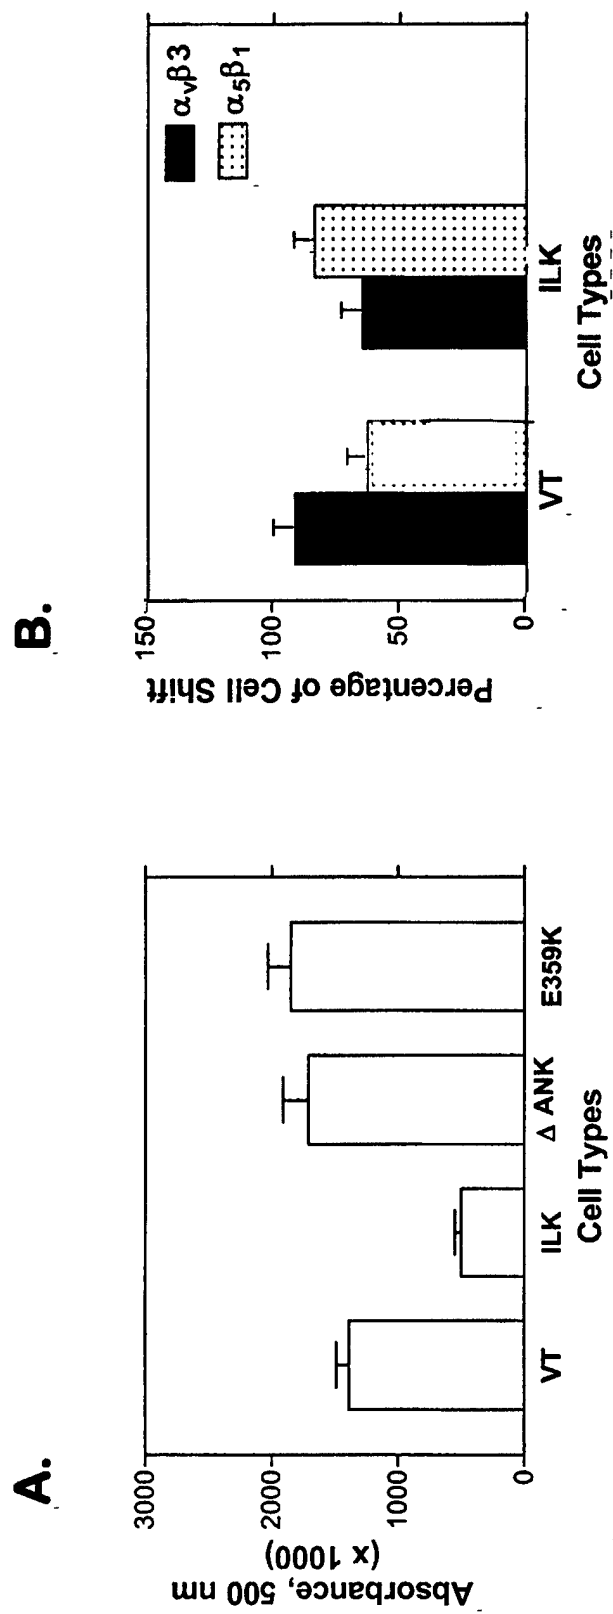 A.
Absorbance, 500 nm
(x 1000)
3000
2000
1000
0
VT
ILK
Δ ANK
E359K
Cell Types
B.
Percentage of Cell Shift
150
100
50
0
αvβ3
α5β1
VT
ILK
Cell Types